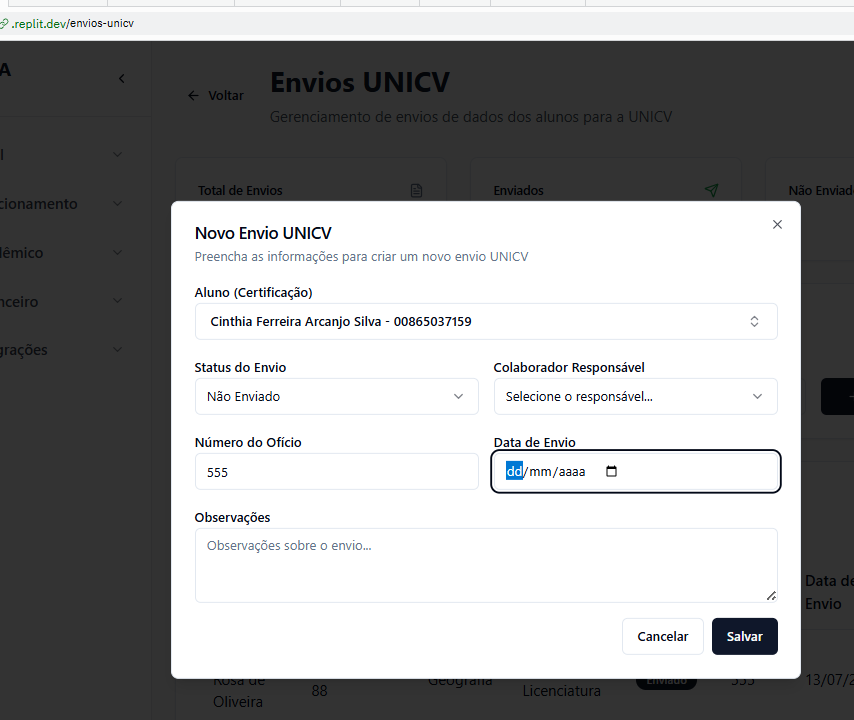 .replit.dev/envios-unicv
A
Voltar
Envios UNICV
Gerenciamento de envios de dados dos alunos para a UNICV
l
cionamento
nceiro
grações
Total de Envios
Enviados
Não Enviad
Novo Envio UNICV
Preencha as informações para criar um novo envio UNICV
Aluno (Certificação)
Cinthia Ferreira Arcanjo Silva - 00865037159
Status do Envio
Colaborador Responsável
Não Enviado
Selecione o responsável...
Número do Ofício
Data de Envio
555
dd/mm/aaaa
Observações
Observações sobre o envio...
Cancelar
Salvar
Data de
Envio
Rosa de
Oliveira
88
Geografia
Licenciatura
Enviado
555
13/07/2